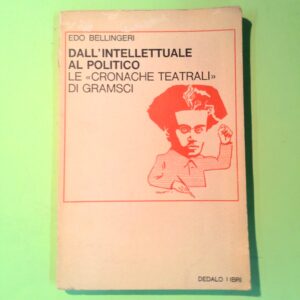 EDO BELLINGERI
DALL'INTELLETTUALE
AL POLITICO
LE «CRONACHE TEATRALI»
DI GRAMSCI
DEDALO LIBRI